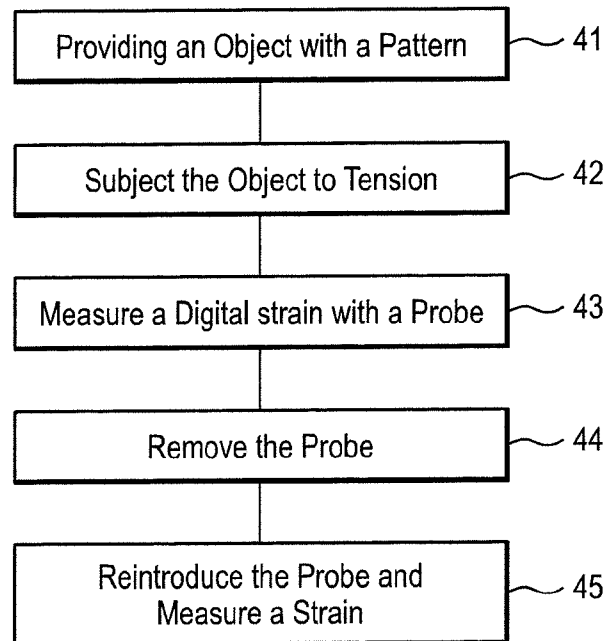 Providing an Object with a Pattern 41
Subject the Object to Tension 42
Measure a Digital strain with a Probe 43
Remove the Probe 44
Reintroduce the Probe and
Measure a Strain 45